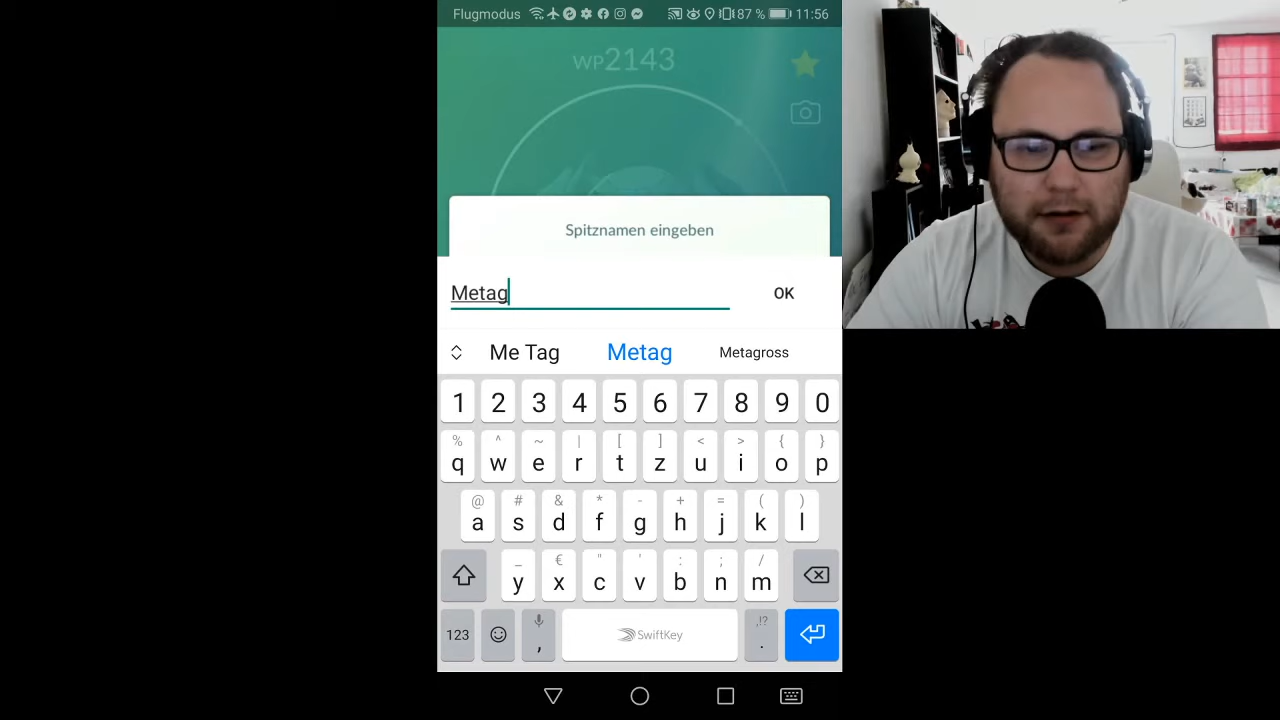 Flugmodus 87 % 11:56
WP2143
Spitznamen eingeben
Metag OK
Me Tag Metag Metagross
1 2 3 4 5 6 7 8 9 0
% ^ ~ | [ ] < > { }
q w e r t z u i o p
@ # & * - + = ( )
a s d f g h j k l
_ € " ' : ; /
y x c v b n m
123 , SwiftKey ,!? .